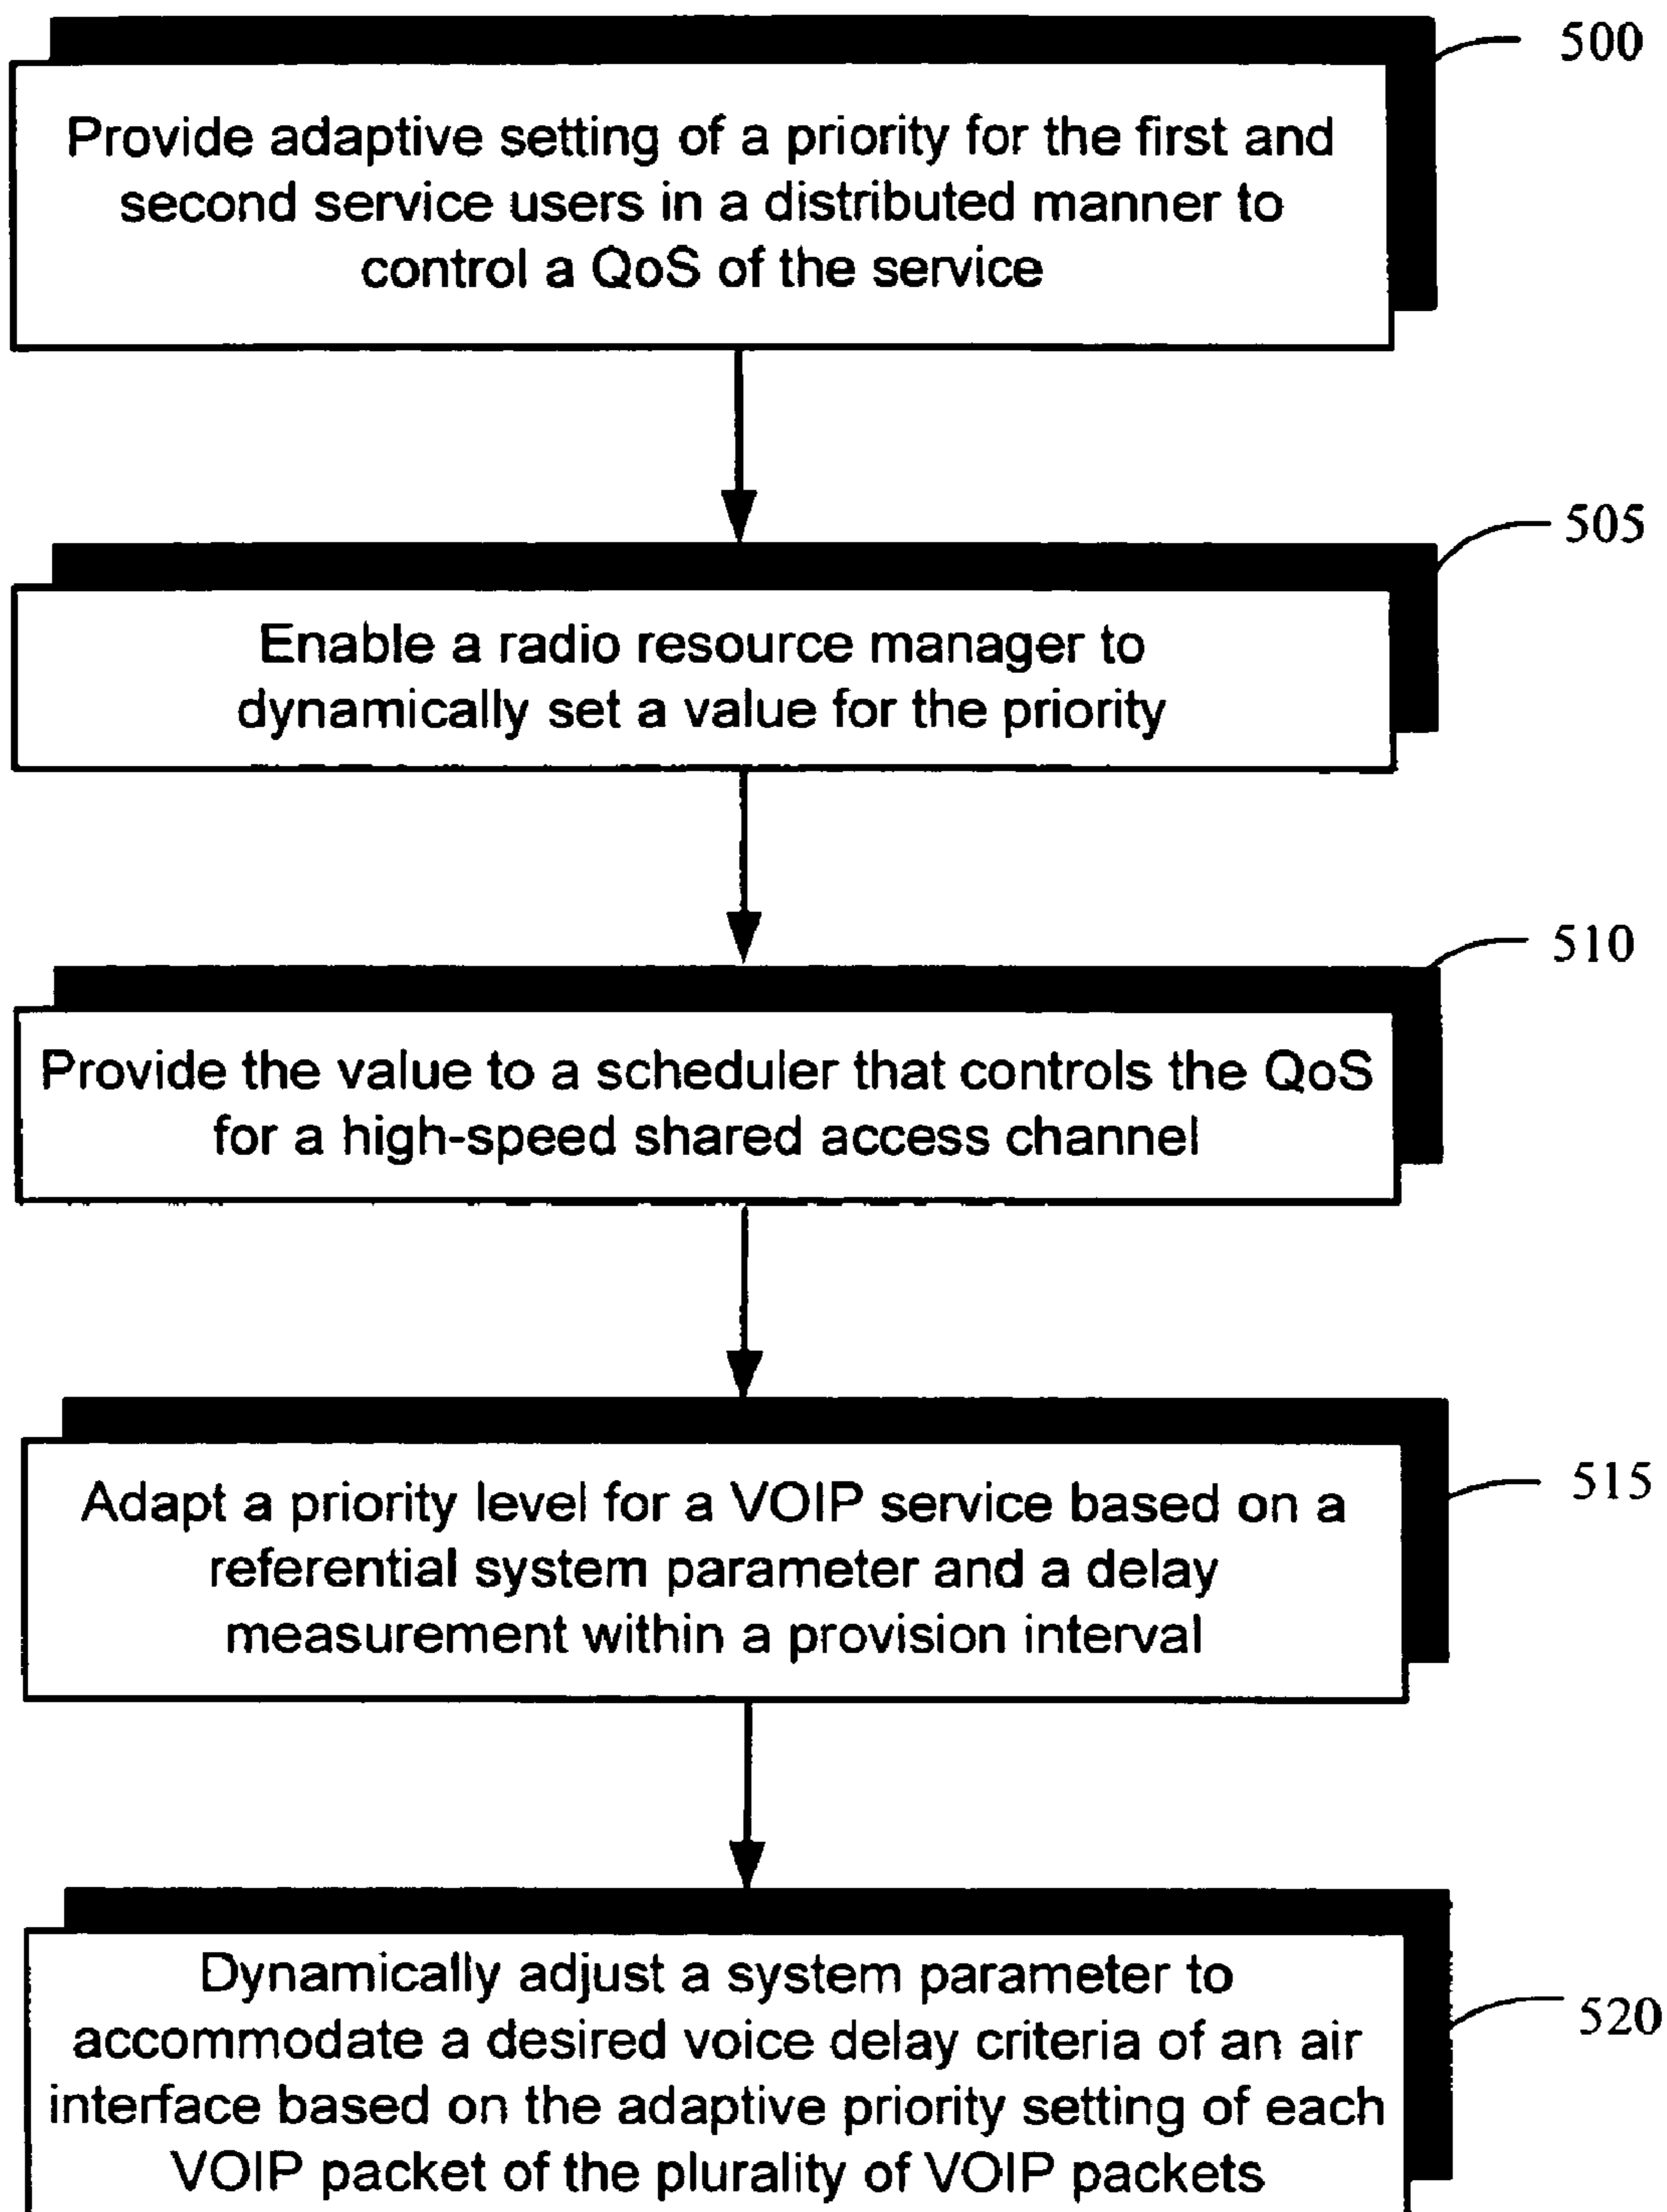 500
Provide adaptive setting of a priority for the first and
second service users in a distributed manner to
control a QoS of the service
505
Enable a radio resource manager to
dynamically set a value for the priority
510
Provide the value to a scheduler that controls the QoS
for a high-speed shared access channel
515
Adapt a priority level for a VOIP service based on a
referential system parameter and a delay
measurement within a provision interval
520
Dynamically adjust a system parameter to
accommodate a desired voice delay criteria of an air
interface based on the adaptive priority setting of each
VOIP packet of the plurality of VOIP packets